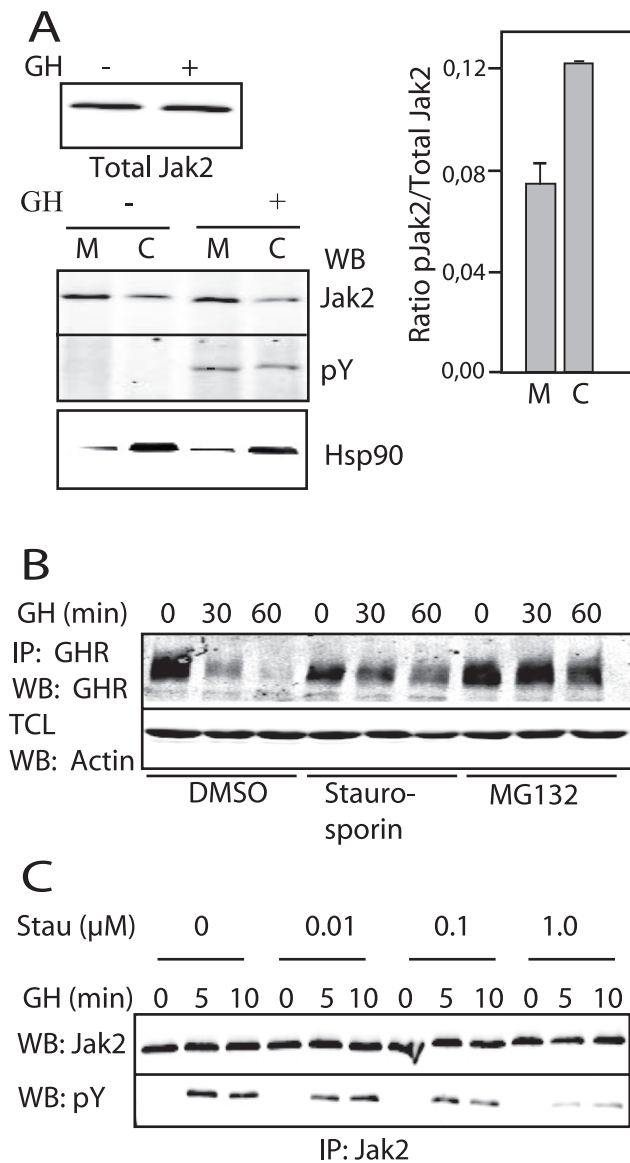 A
GH - +
Total Jak2
GH - +
M C M C WB
Jak2
pY
Hsp90
Ratio pJak2/Total Jak2
0,12
0,08
0,04
0,00
M C
B
GH (min) 0 30 60 0 30 60 0 30 60
IP: GHR
WB: GHR
TCL
WB: Actin
DMSO Stauro- MG132
sporin
C
Stau (µM) 0 0.01 0.1 1.0
GH (min) 0 5 10 0 5 10 0 5 10 0 5 10
WB: Jak2
WB: pY
IP: Jak2